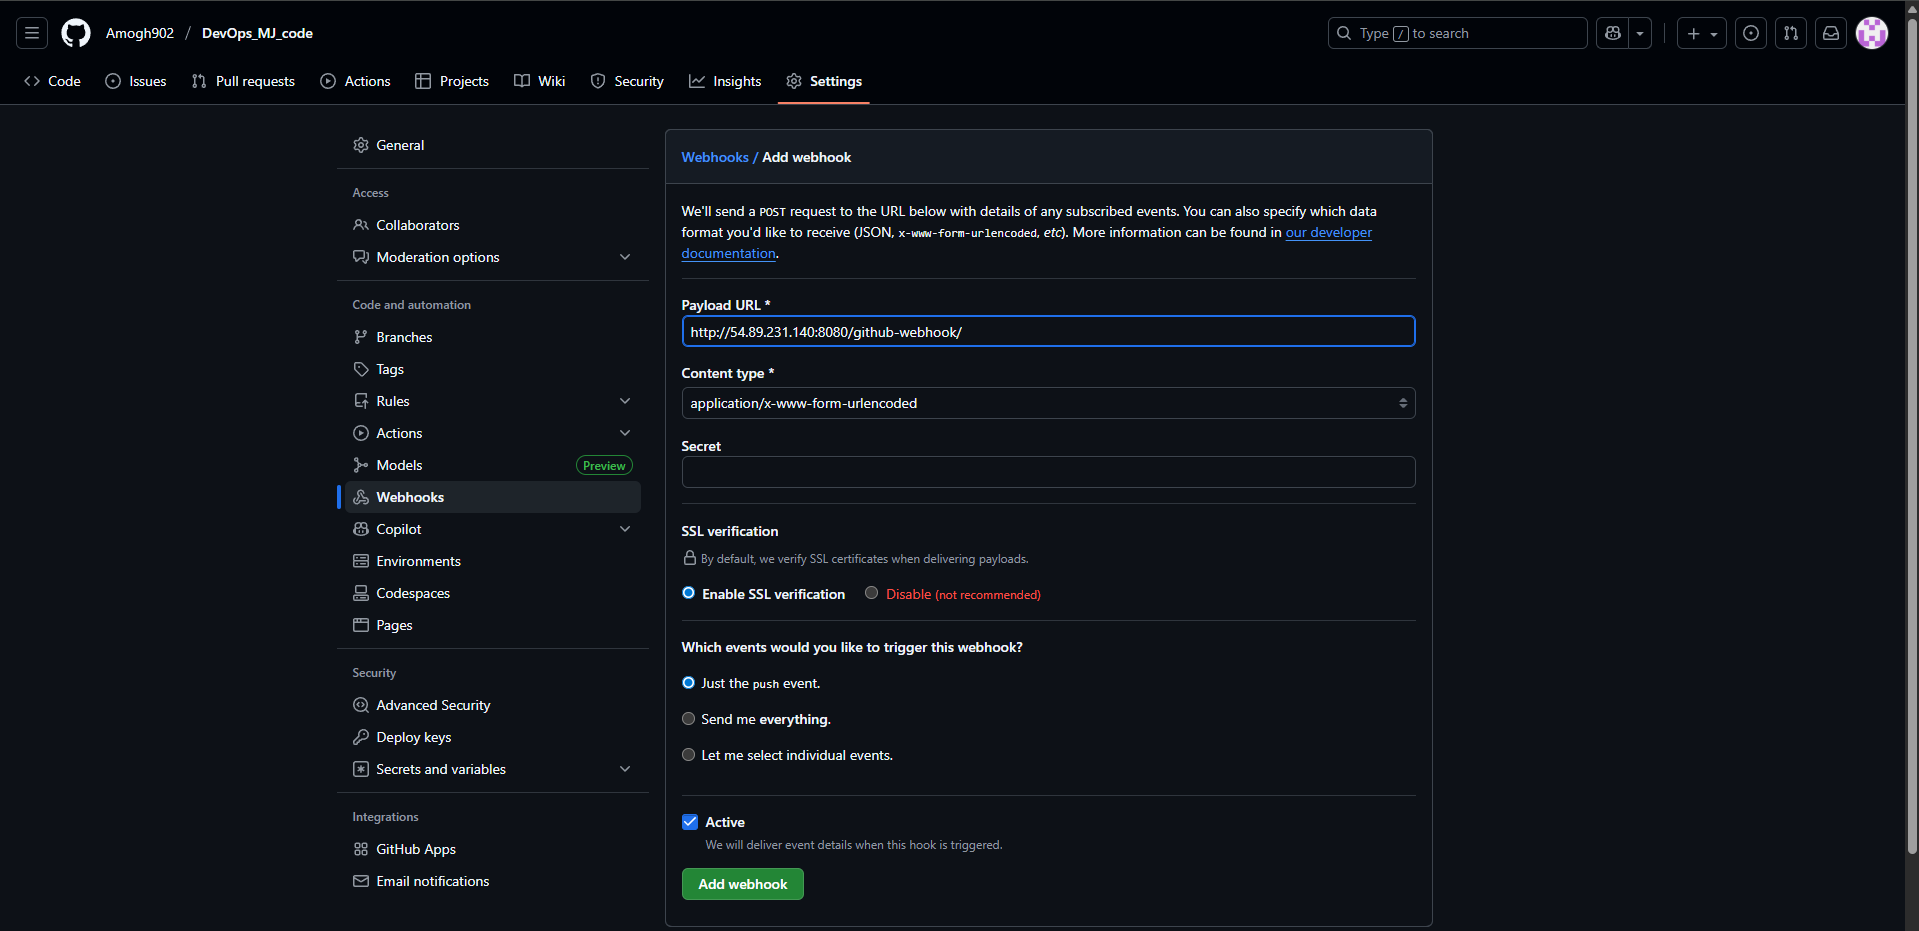 Amogh902 / DevOps_MJ_code
Type / to search
Code Issues Pull requests Actions Projects Wiki Security Insights Settings
General
Access
Collaborators
Moderation options
Code and automation
Branches
Tags
Rules
Actions
Models Preview
Webhooks
Copilot
Environments
Codespaces
Pages
Security
Advanced Security
Deploy keys
Secrets and variables
Integrations
GitHub Apps
Email notifications
Webhooks / Add webhook
We'll send a POST request to the URL below with details of any subscribed events. You can also specify which data
format you'd like to receive (JSON, x-www-form-urlencoded, etc). More information can be found in our developer
documentation.
Payload URL *
http://54.89.231.140:8080/github-webhook/
Content type *
application/x-www-form-urlencoded
Secret
SSL verification
By default, we verify SSL certificates when delivering payloads.
Enable SSL verification Disable (not recommended)
Which events would you like to trigger this webhook?
Just the push event.
Send me everything.
Let me select individual events.
Active
We will deliver event details when this hook is triggered.
Add webhook